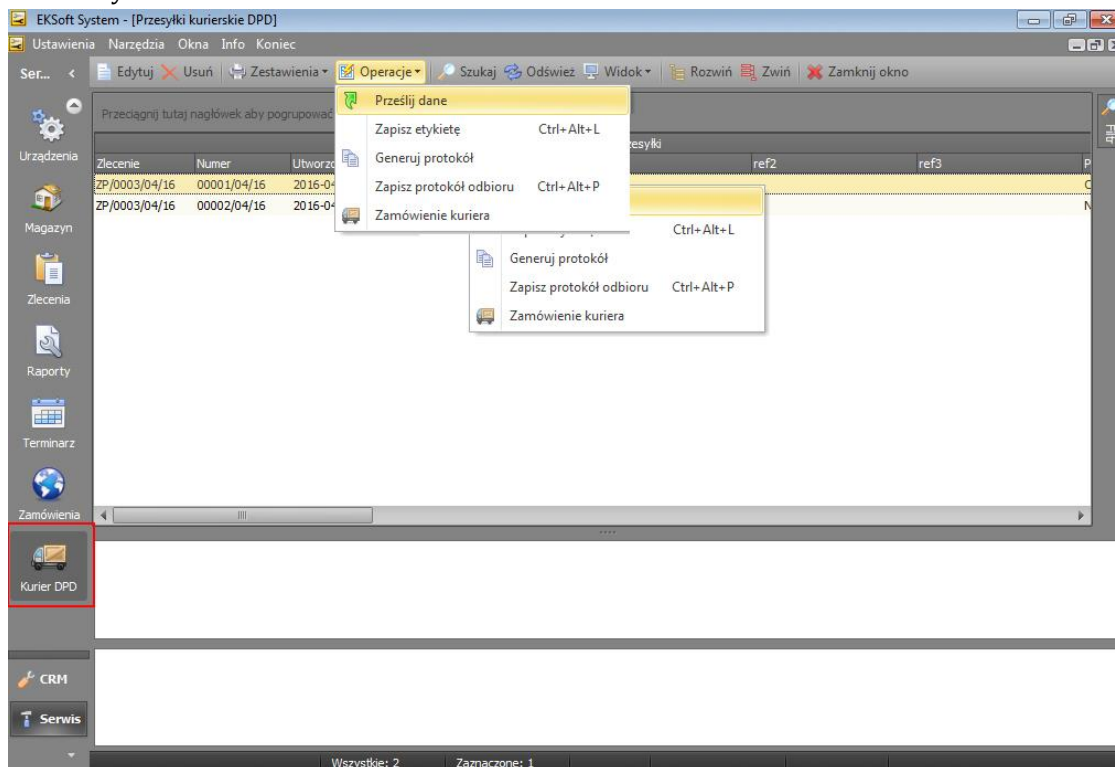 EKSoft System - [Przesyłki kurierskie DPD]
Ustawienia Narzędzia Okna Info Koniec
Ser... < Edytuj Usuń Zestawienia Operacje Szukaj Odśwież Widok Rozwiń Zwiń Zamknij okno
Przeciągnij tutaj nagłówek aby pogrupować
Prześlij dane
Zapisz etykietę Ctrl+Alt+L
Generuj protokół
Zapisz protokół odbioru Ctrl+Alt+P
Zamówienie kuriera
Zlecenie Numer ref2 ref3
ZP/0003/04/16 00001/04/16 2016-04
ZP/0003/04/16 00002/04/16 2016-04
Ctrl+Alt+L
Generuj protokół
Zapisz protokół odbioru Ctrl+Alt+P
Zamówienie kuriera
Urządzenia
Magazyn
Zlecenia
Raporty
Terminarz
Zamówienia
Kurier DPD
CRM
Serwis
Wszystkie: 2 Zaznaczone: 1